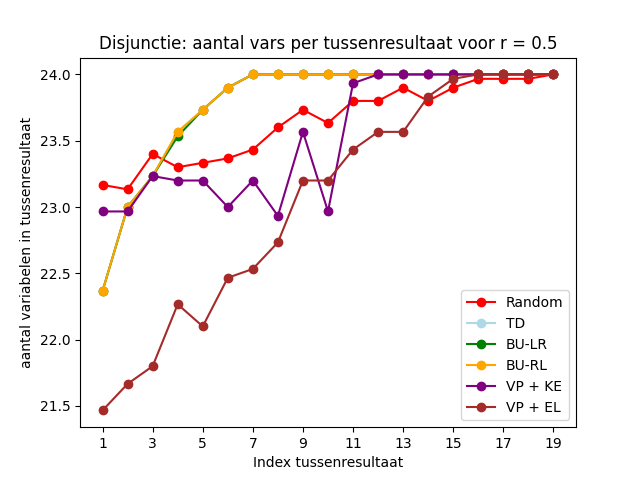 Disjunctie: aantal vars per tussenresultaat voor r = 0.5
aantal variabelen in tussenresultaat
24.0
23.5
23.0
22.5
22.0
21.5
Random
TD
BU-LR
BU-RL
VP + KE
VP + EL
1 3 5 7 9 11 13 15 17 19
Index tussenresultaat